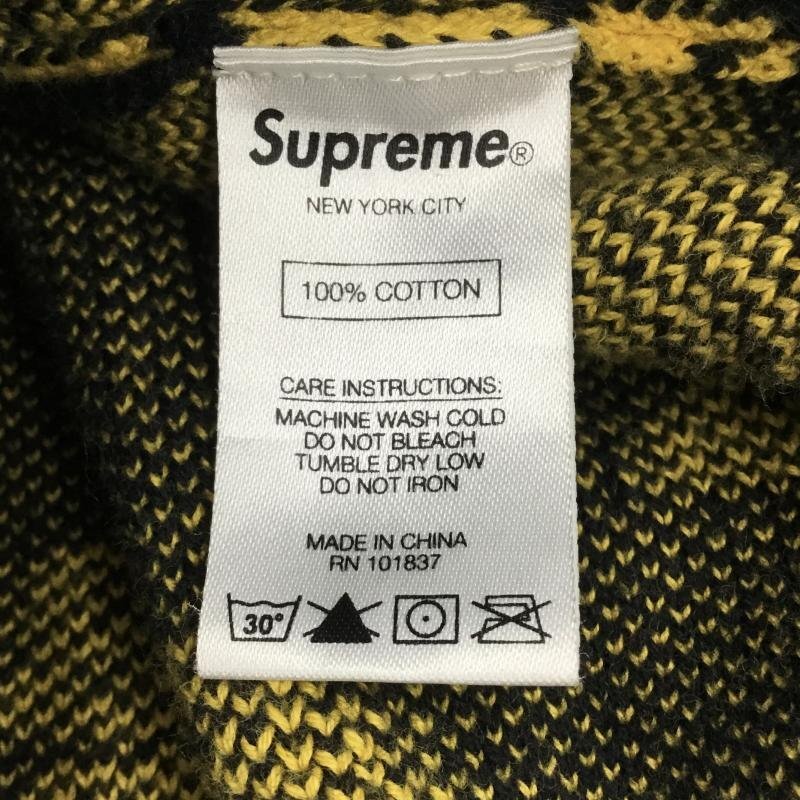 Supreme®
NEW YORK CITY
100% COTTON
CARE INSTRUCTIONS:
MACHINE WASH COLD
DO NOT BLEACH
TUMBLE DRY LOW
DO NOT IRON
MADE IN CHINA
RN 101837
30°